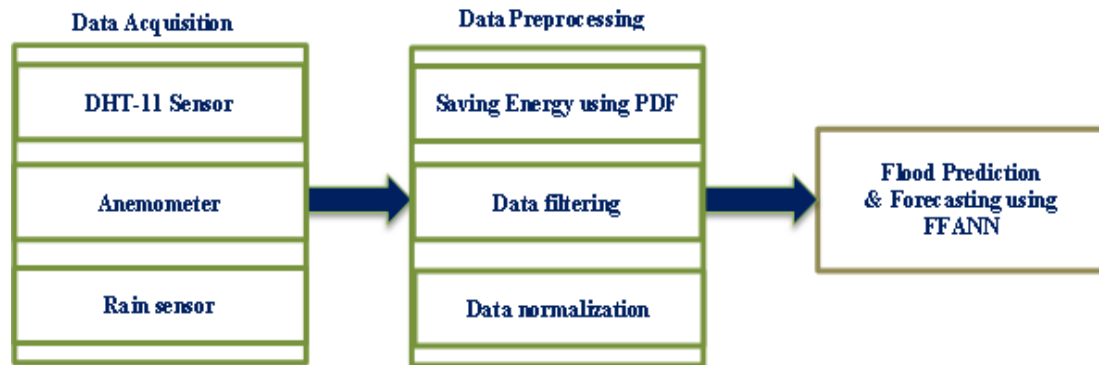 Data Acquisition
DHT-11 Sensor
Anemometer
Rain sensor
Data Preprocessing
Saving Energy using PDF
Data filtering
Data normalization
Flood Prediction
& Forecasting using
FFANN